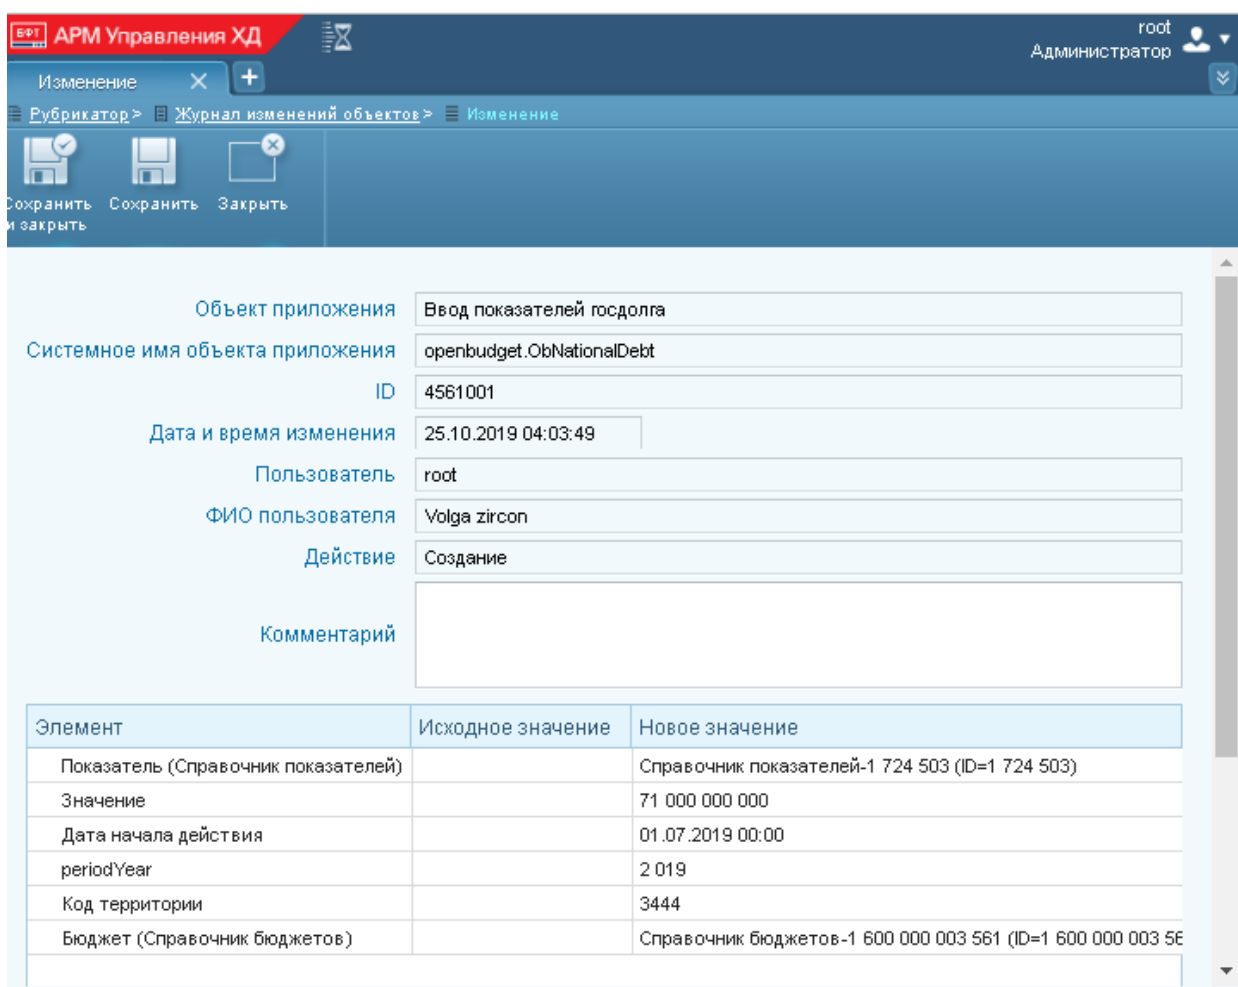 БФТ АРМ Управления ХД
root
Администратор
Изменение
Рубрикатор> Журнал изменений объектов> Изменение
Сохранить и закрыть
Сохранить
Закрыть
Объект приложения Ввод показателей госдолга
Системное имя объекта приложения openbudget.ObNationalDebt
ID 4561001
Дата и время изменения 25.10.2019 04:03:49
Пользователь root
ФИО пользователя Volga zircon
Действие Создание
Комментарий
Элемент Исходное значение Новое значение
Показатель (Справочник показателей) Справочник показателей-1 724 503 (ID=1 724 503)
Значение 71 000 000 000
Дата начала действия 01.07.2019 00:00
periodYear 2 019
Код территории 3444
Бюджет (Справочник бюджетов) Справочник бюджетов-1 600 000 003 561 (ID=1 600 000 003 56